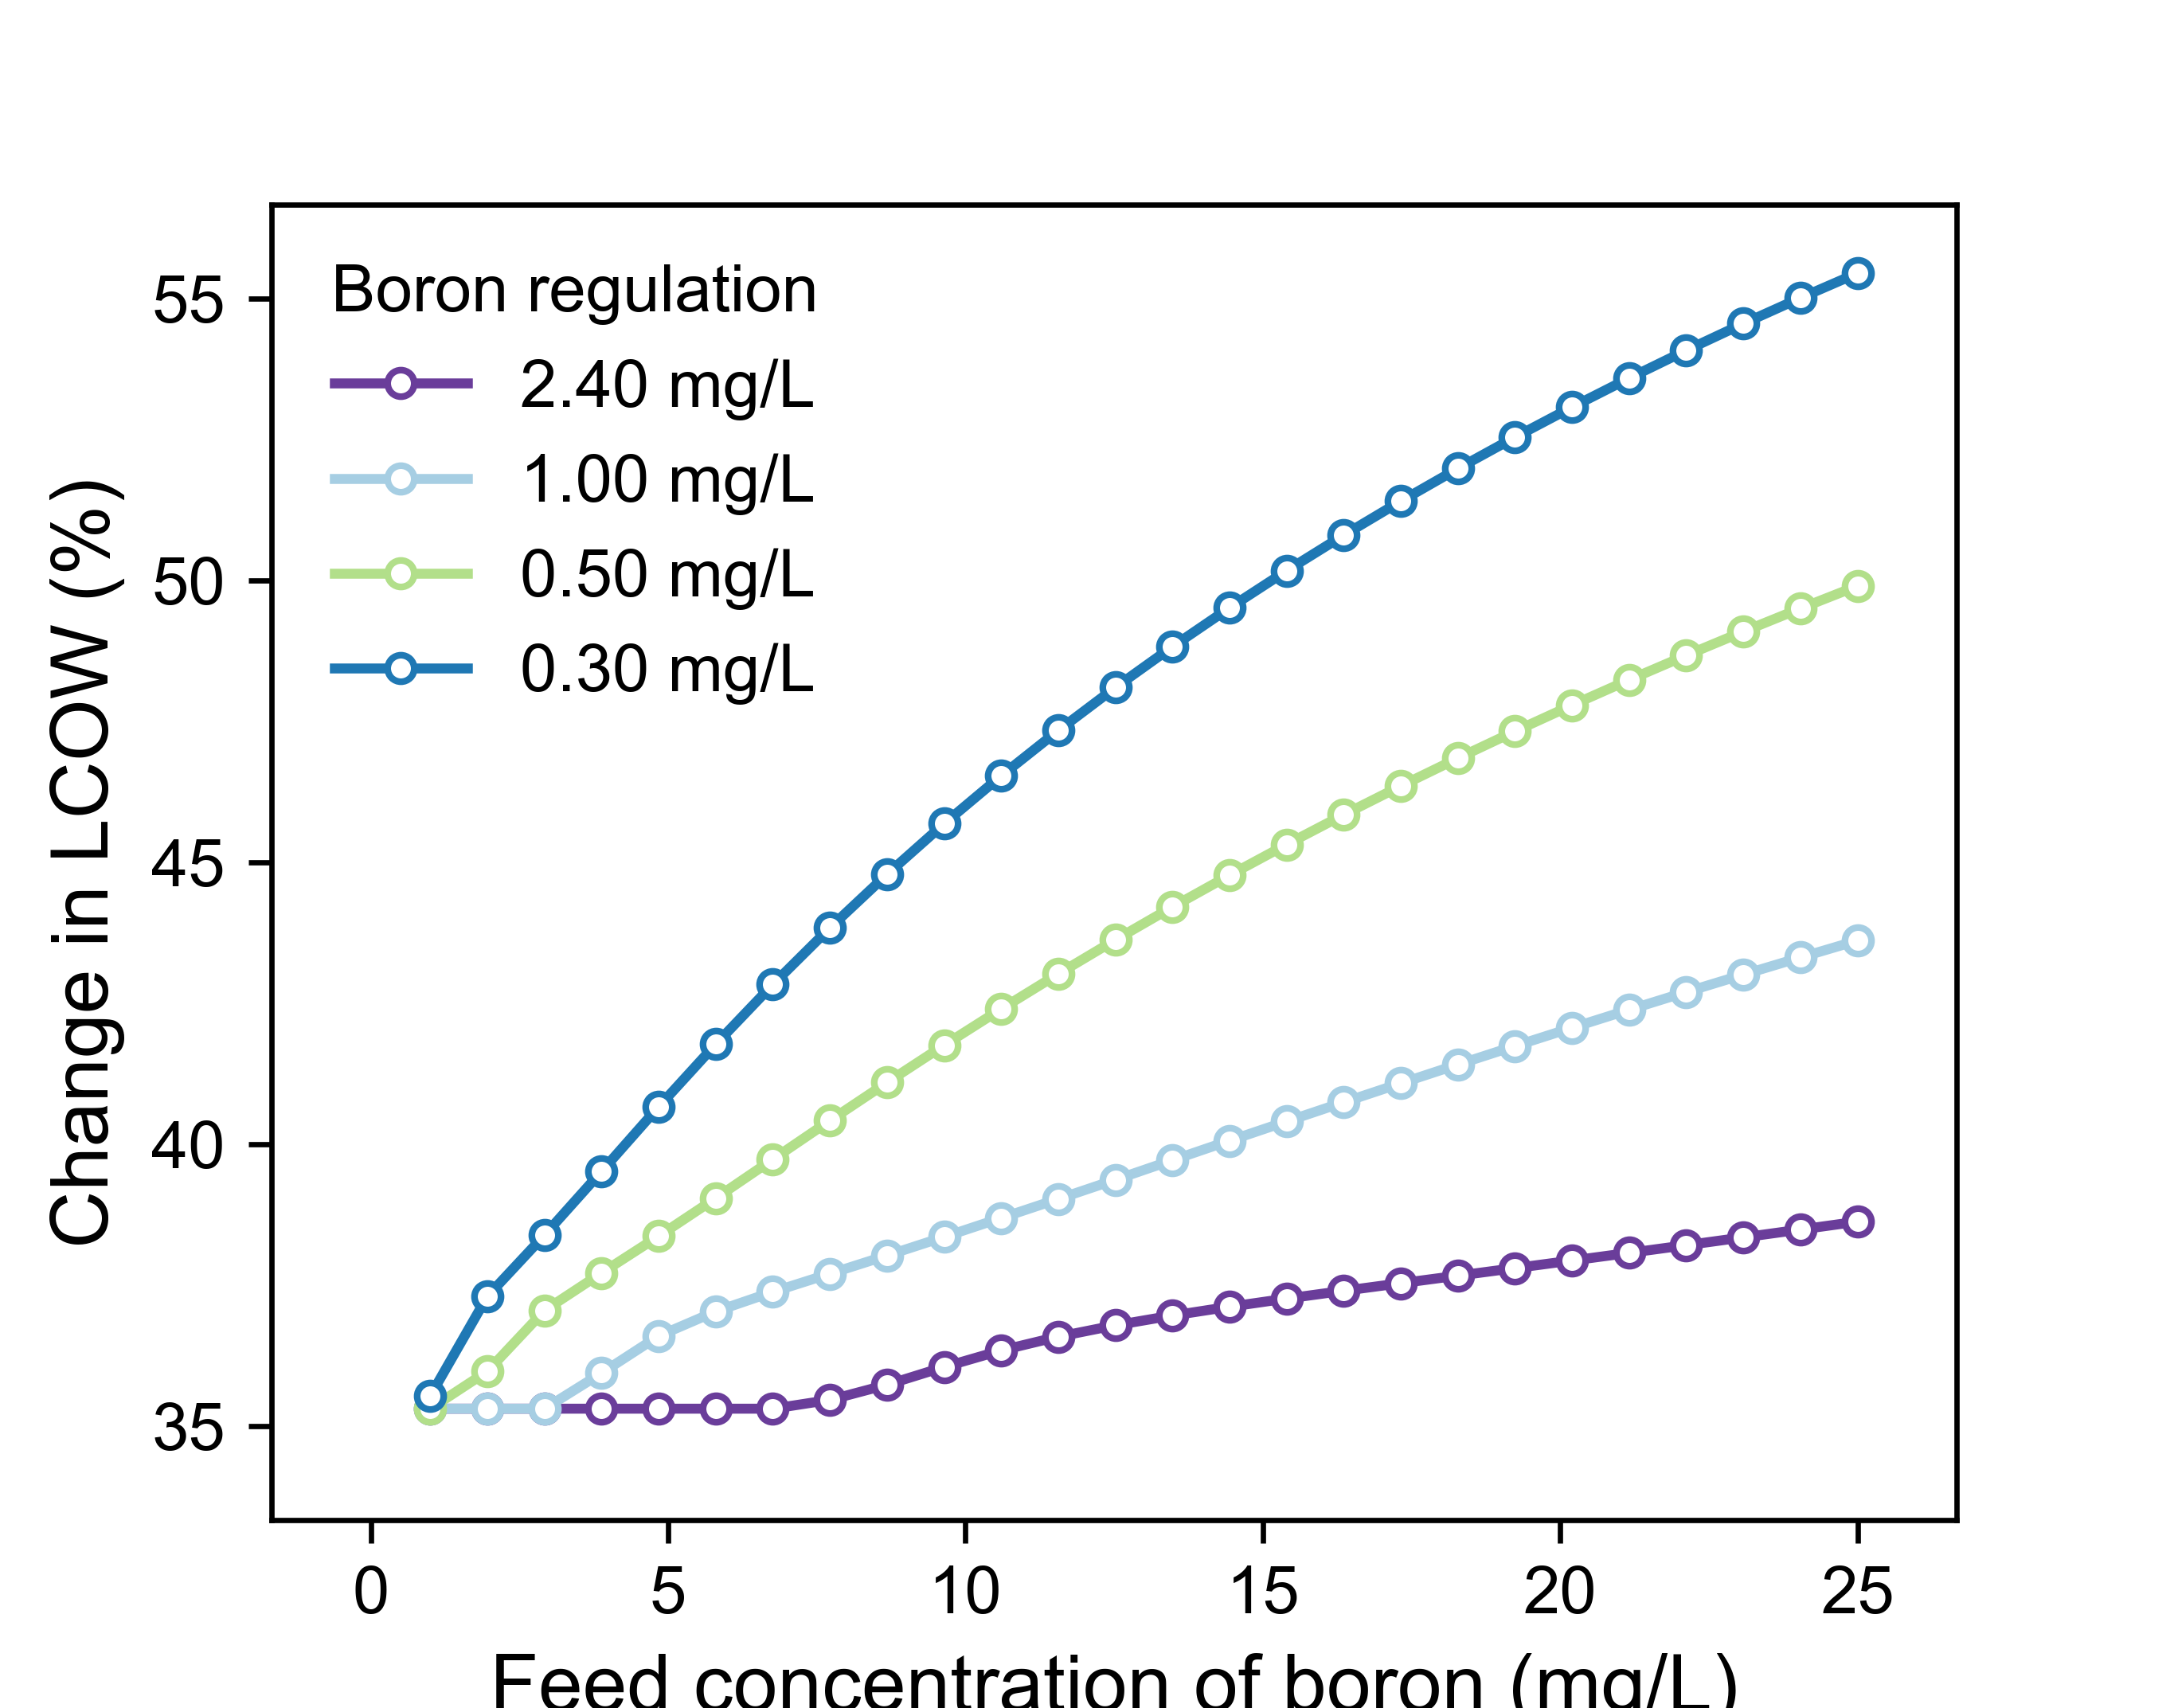 Boron regulation
2.40 mg/L
1.00 mg/L
0.50 mg/L
0.30 mg/L
Change in LCOW (%)
55
50
45
40
35
0 5 10 15 20 25
Feed concentration of boron (mg/L)